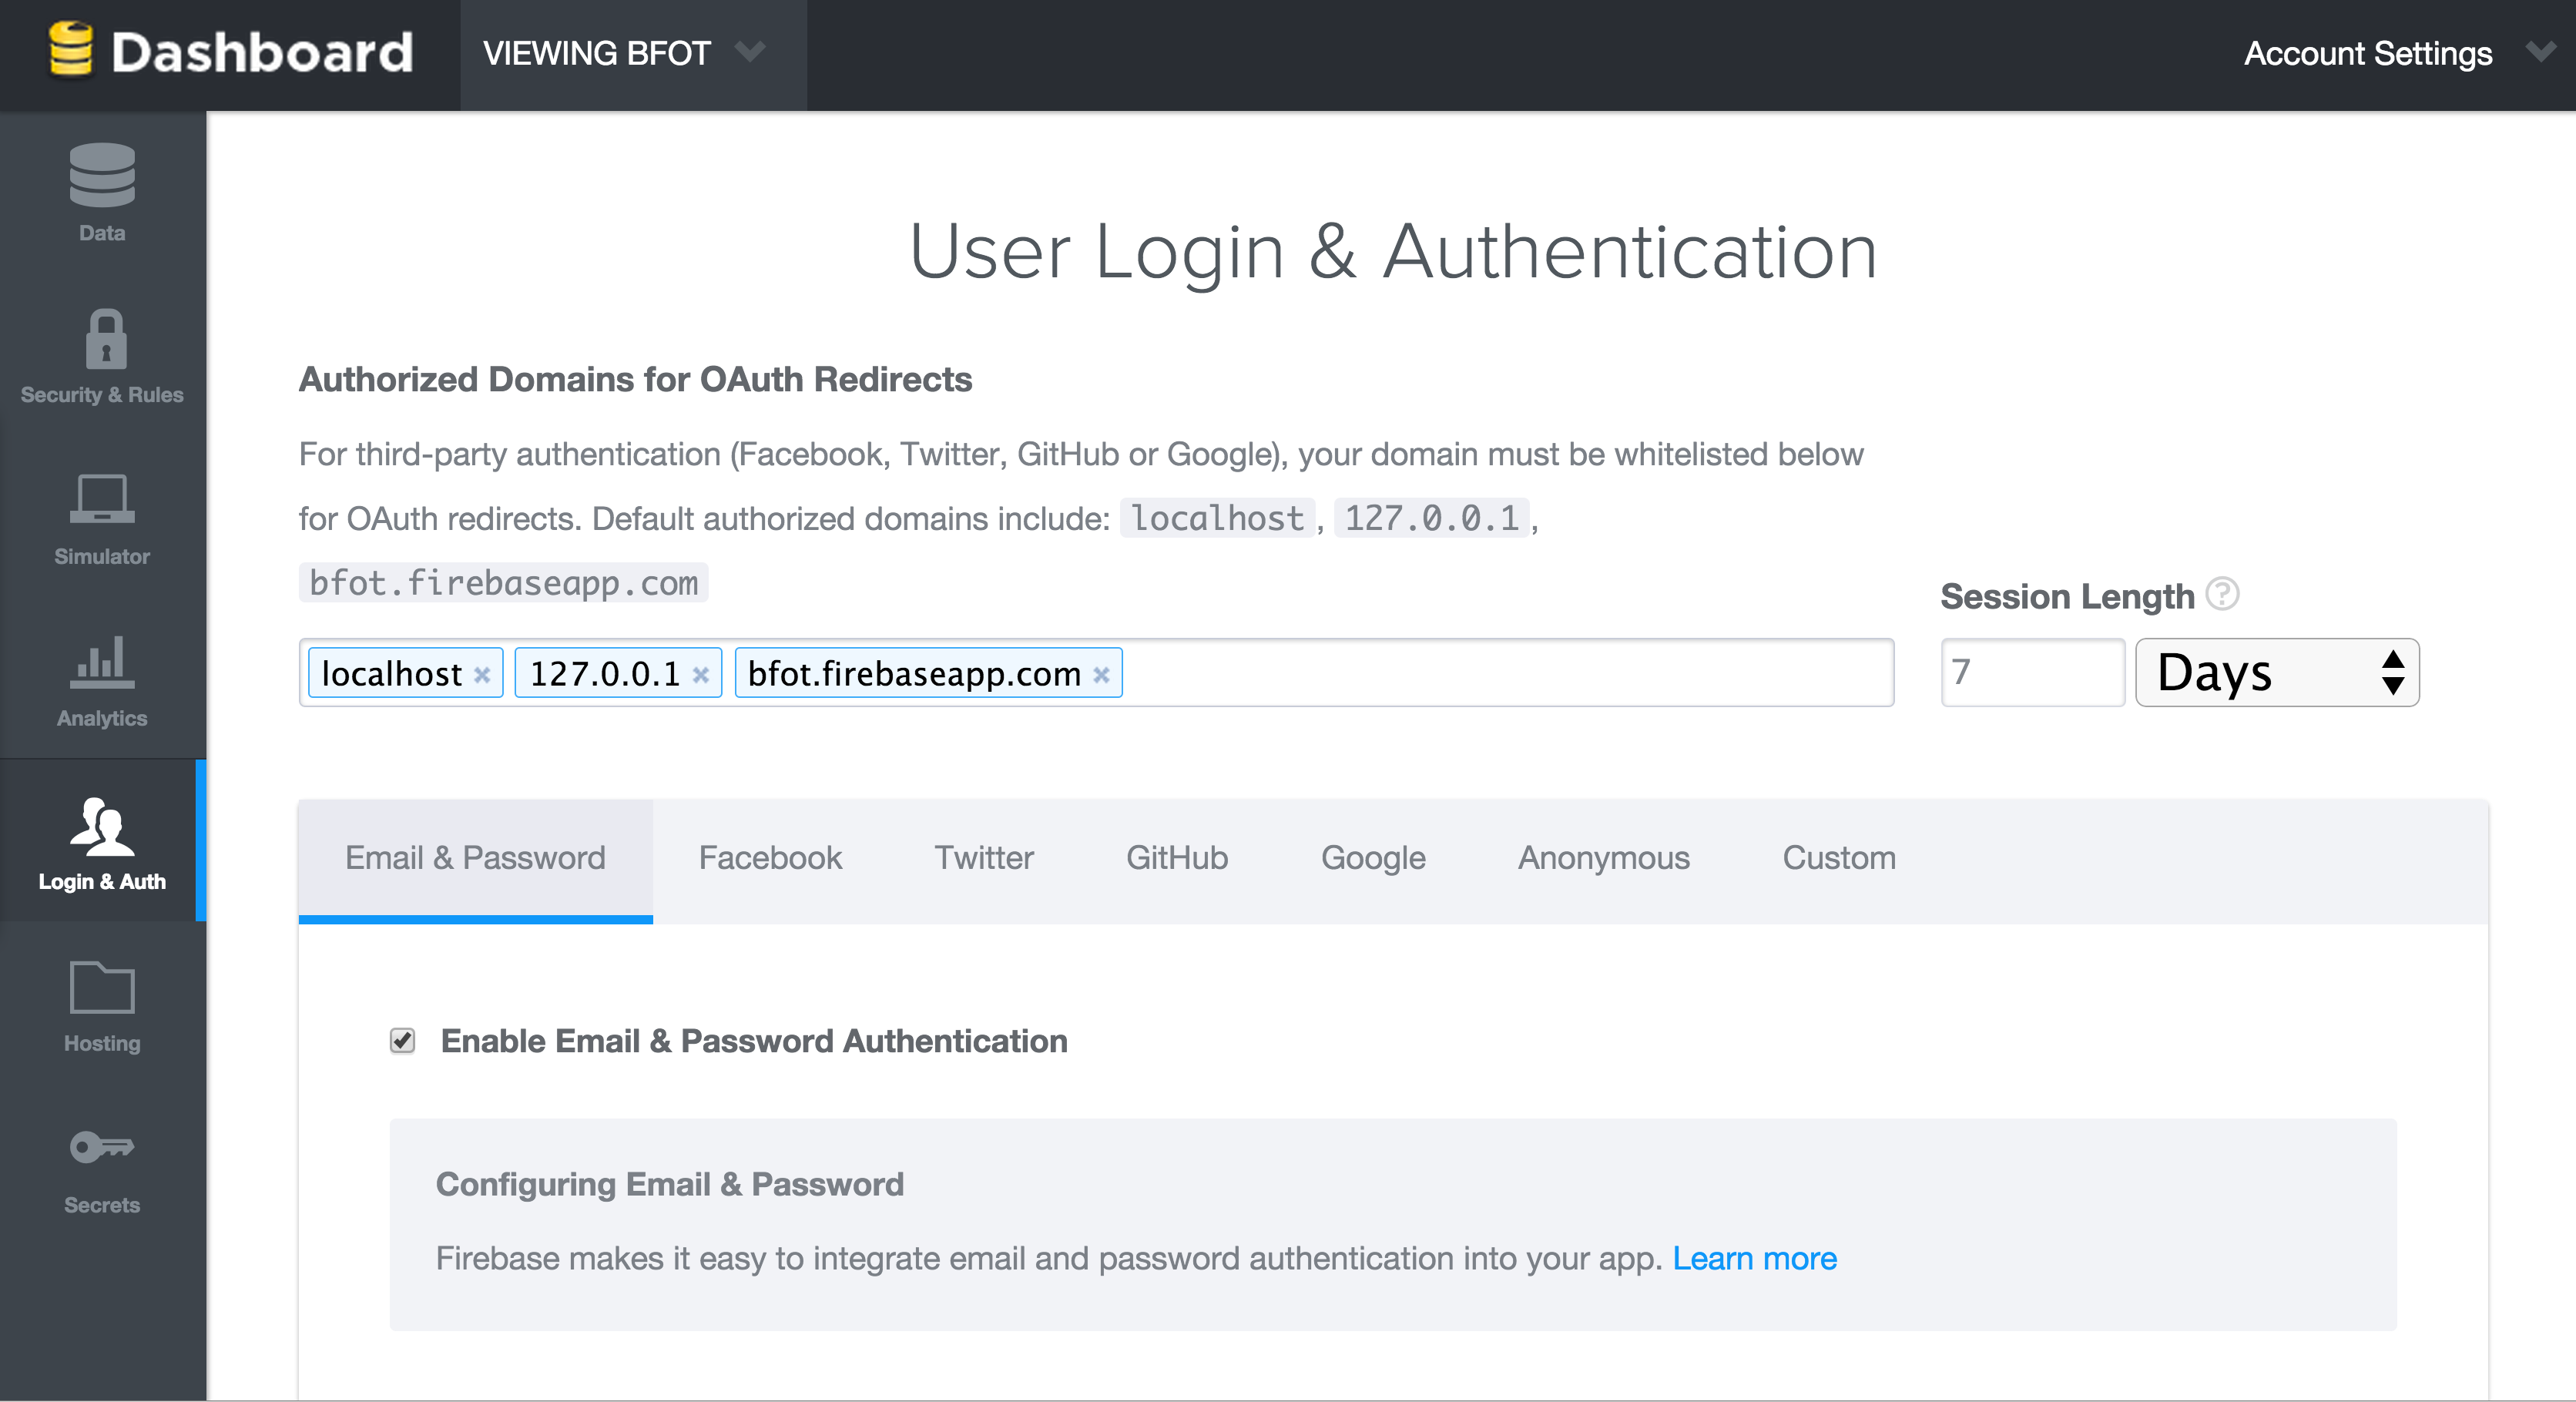 Dashboard
VIEWING BFOT
Account Settings
Data
Security & Rules
Simulator
Analytics
Login & Auth
Hosting
Secrets
User Login & Authentication
Authorized Domains for OAuth Redirects
For third-party authentication (Facebook, Twitter, GitHub or Google), your domain must be whitelisted below
for OAuth redirects. Default authorized domains include: localhost, 127.0.0.1,
bfot.firebaseapp.com
Session Length ?
localhost × 127.0.0.1 × bfot.firebaseapp.com ×
7 Days
Email & Password Facebook Twitter GitHub Google Anonymous Custom
Enable Email & Password Authentication
Configuring Email & Password
Firebase makes it easy to integrate email and password authentication into your app. Learn more